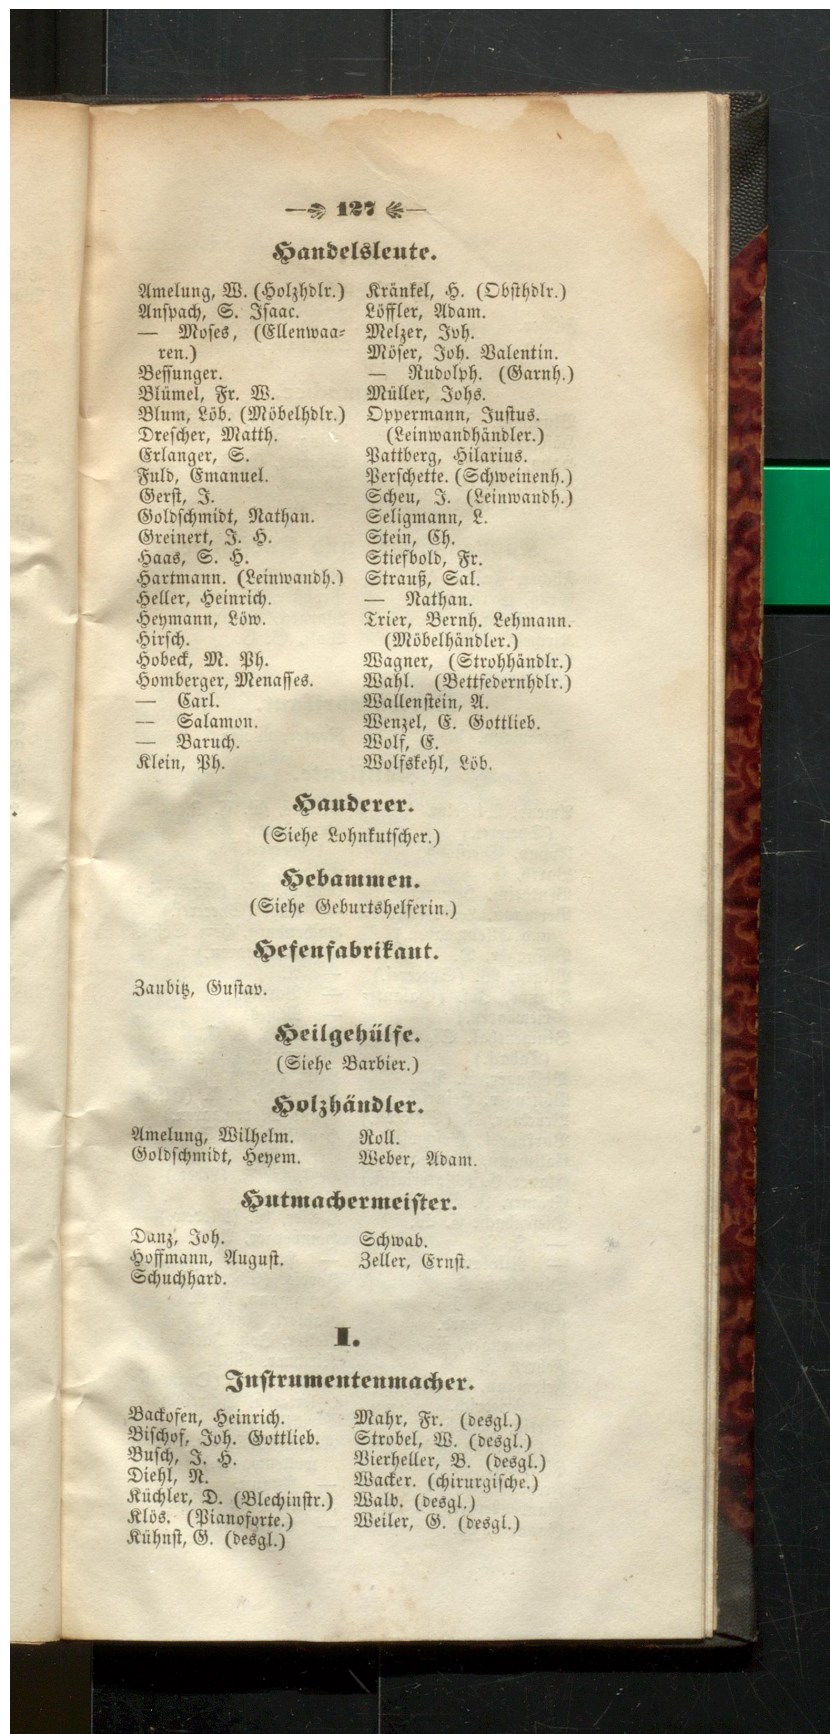 127
Handelsleute.
Amelung, W. (Holzhdlr.)
Anspach, S. Isaac.
— Moses, (Ellenwaa-
ren.)
Bessunger.
Blümel, Fr. W.
Blum, Löb. (Möbelhdlr.)
Drescher, Matth.
Erlanger, S.
Fuld, Emanuel.
Gerst, J.
Goldschmidt, Nathan.
Greinert, J. H.
Haas, S. H.
Hartmann. (Leinwandh.)
Heller, Heinrich.
Heymann, Löw.
Hirsch.
Hobeck, M. Ph.
Homberger, Menasses.
— Carl.
— Salamon.
— Baruch.
Klein, Ph.
Kränkel, H. (Obsthdlr.)
Löffler, Adam.
Melzer, Joh.
Möser, Joh. Valentin.
— Rudolph. (Garnh.)
Müller, Johs.
Oppermann, Justus.
(Leinwandhändler.)
Pattberg, Hilarius.
Perschette. (Schweinenh.)
Scheu, J. (Leinwandh.)
Seligmann, L.
Stein, Ch.
Stiefbold, Fr.
Strauß, Sal.
— Nathan.
Trier, Bernh. Lehmann.
(Möbelhändler.)
Wagner, (Strohhändlr.)
Wahl. (Bettfedernhdlr.)
Wallenstein, A.
Wenzel, E. Gottlieb.
Wolf, E.
Wolfskehl, Löb.
Hauderer.
(Siehe Lohnkutscher.)
Hebammen.
(Siehe Geburtshelferin.)
Hefenfabrikant.
Zaubitz, Gustav.
Heilgehülfe.
(Siehe Barbier.)
Holzhändler.
Amelung, Wilhelm.
Goldschmidt, Heyem.
Roll.
Weber, Adam.
Hutmachermeister.
Danz, Joh.
Hoffmann, August.
Schuchhard.
Schwab.
Zeller, Ernst.
I.
Instrumentenmacher.
Backofen, Heinrich.
Bischof, Joh. Gottlieb.
Busch, J. H.
Diehl, N.
Küchler, D. (Blechinstr.)
Klös. (Pianoforte.)
Kühnst, G. (desgl.)
Mahr, Fr. (desgl.)
Strobel, W. (desgl.)
Vierheller, B. (desgl.)
Wacker. (chirurgische.)
Walb. (desgl.)
Weiler, G. (desgl.)